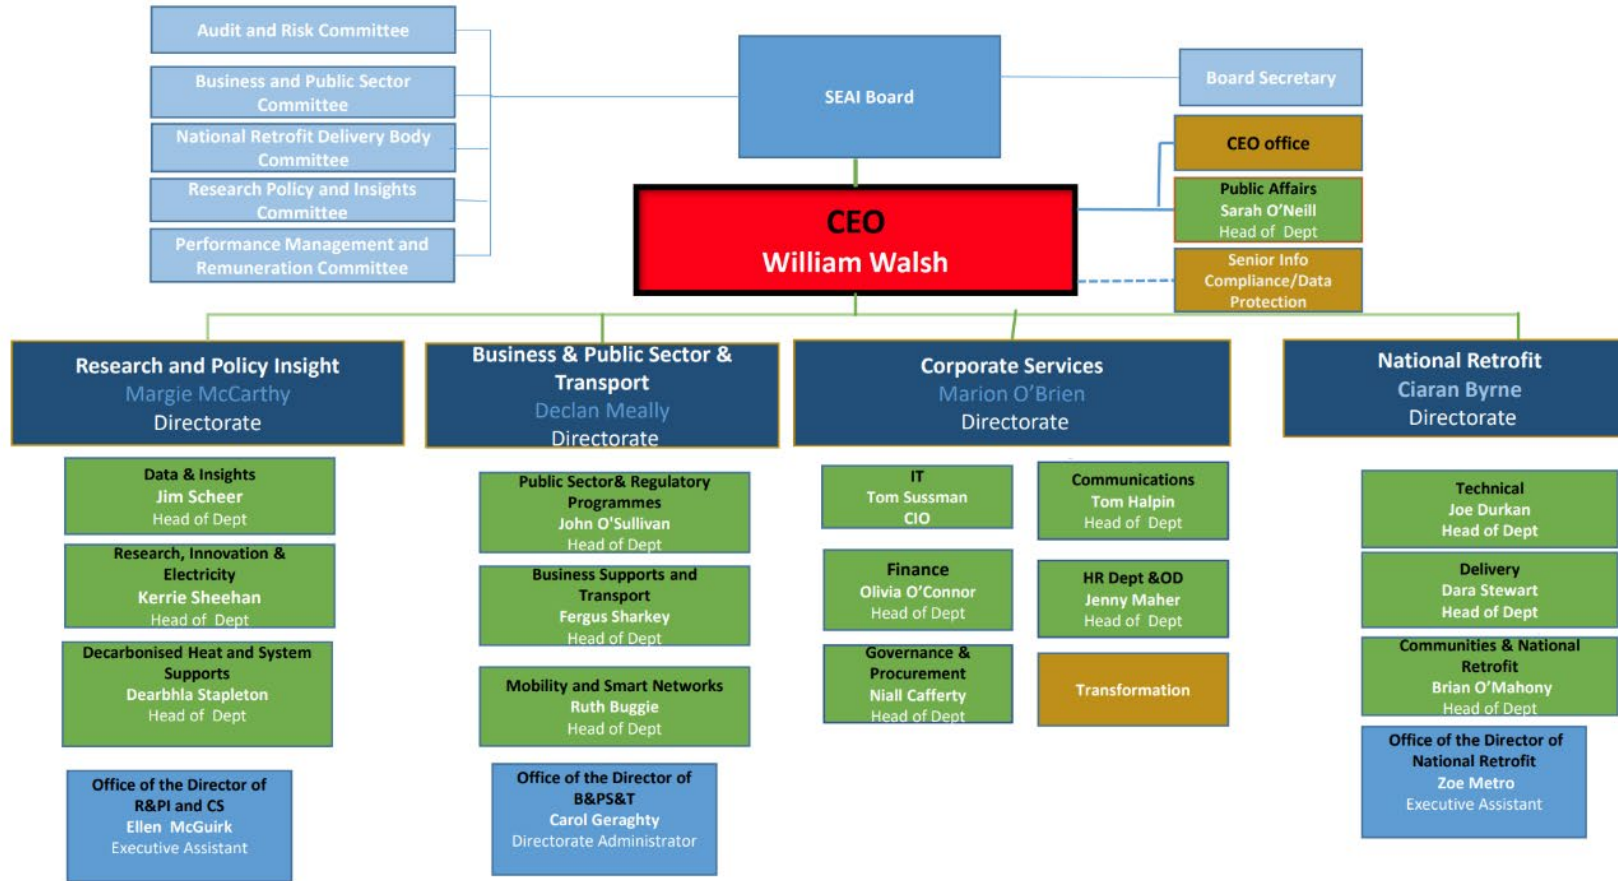 Audit and Risk Committee
Business and Public Sector
Committee
National Retrofit Delivery Body
Committee
Research Policy and Insights
Committee
Performance Management and
Remuneration Committee
SEAI Board
Board Secretary
CEO office
Public Affairs
Sarah O’Neill
Head of Dept
Senior Info
Compliance/Data
Protection
CEO
William Walsh
Research and Policy Insight
Margie McCarthy
Directorate
Business & Public Sector &
Transport
Declan Meally
Directorate
Corporate Services
Marion O’Brien
Directorate
National Retrofit
Ciaran Byrne
Directorate
Data & Insights
Jim Scheer
Head of Dept
Research, Innovation &
Electricity
Kerrie Sheehan
Head of Dept
Decarbonised Heat and System
Supports
Dearbhla Stapleton
Head of Dept
Office of the Director of
R&PI and CS
Ellen McGuirk
Executive Assistant
Public Sector& Regulatory
Programmes
John O'Sullivan
Head of Dept
Business Supports and
Transport
Fergus Sharkey
Head of Dept
Mobility and Smart Networks
Ruth Buggie
Head of Dept
Office of the Director of
B&PS&T
Carol Geraghty
Directorate Administrator
IT
Tom Sussman
CIO
Finance
Olivia O’Connor
Head of Dept
Governance &
Procurement
Niall Cafferty
Head of Dept
Communications
Tom Halpin
Head of Dept
HR Dept &OD
Jenny Maher
Head of Dept
Transformation
Technical
Joe Durkan
Head of Dept
Delivery
Dara Stewart
Head of Dept
Communities & National
Retrofit
Brian O’Mahony
Head of Dept
Office of the Director of
National Retrofit
Zoe Metro
Executive Assistant